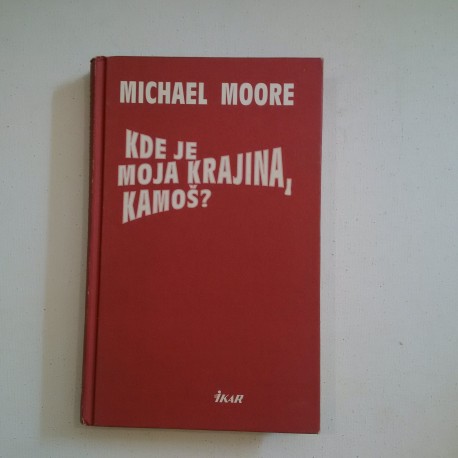 MICHAEL MOORE
KDE JE
MOJA KRAJINA,
KAMOŠ?
IKAR